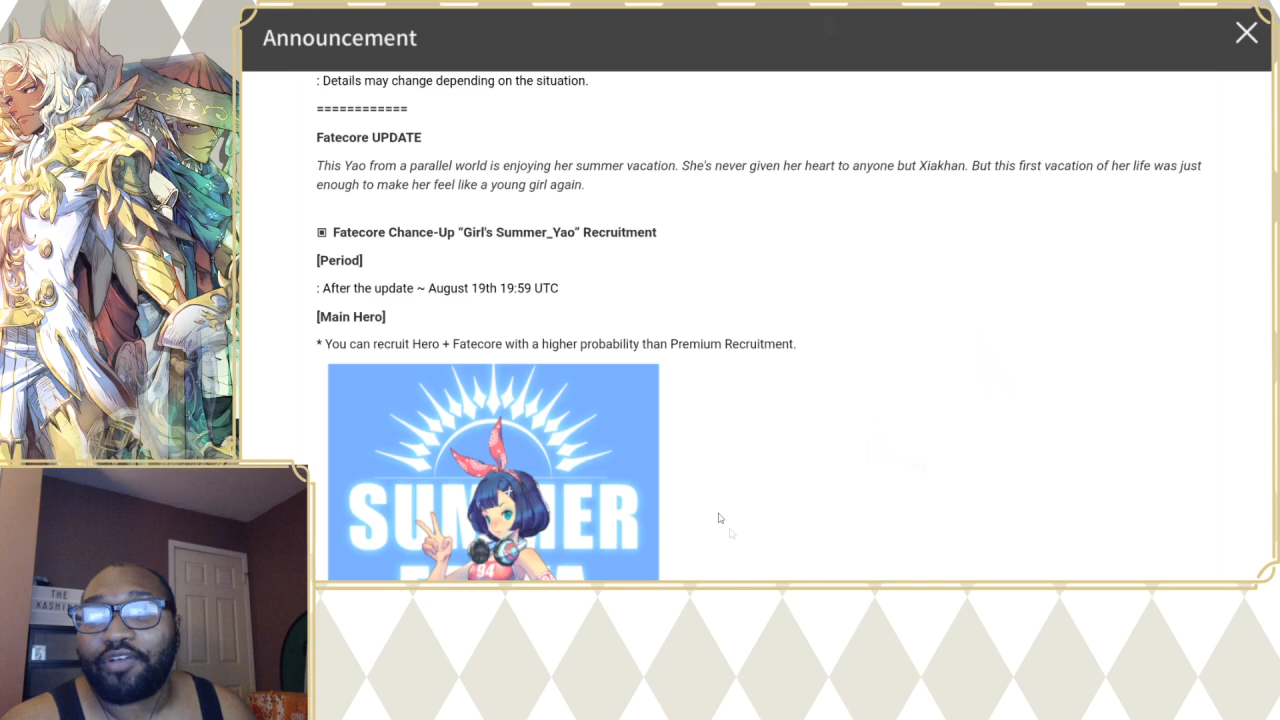 Announcement
: Details may change depending on the situation.
============
Fatecore UPDATE
This Yao from a parallel world is enjoying her summer vacation. She's never given her heart to anyone but Xiakhan. But this first vacation of her life was just
enough to make her feel like a young girl again.
▣ Fatecore Chance-Up “Girl's Summer_Yao” Recruitment
[Period]
: After the update ~ August 19th 19:59 UTC
[Main Hero]
* You can recruit Hero + Fatecore with a higher probability than Premium Recruitment.
SUMMER
94
THE
KASHI